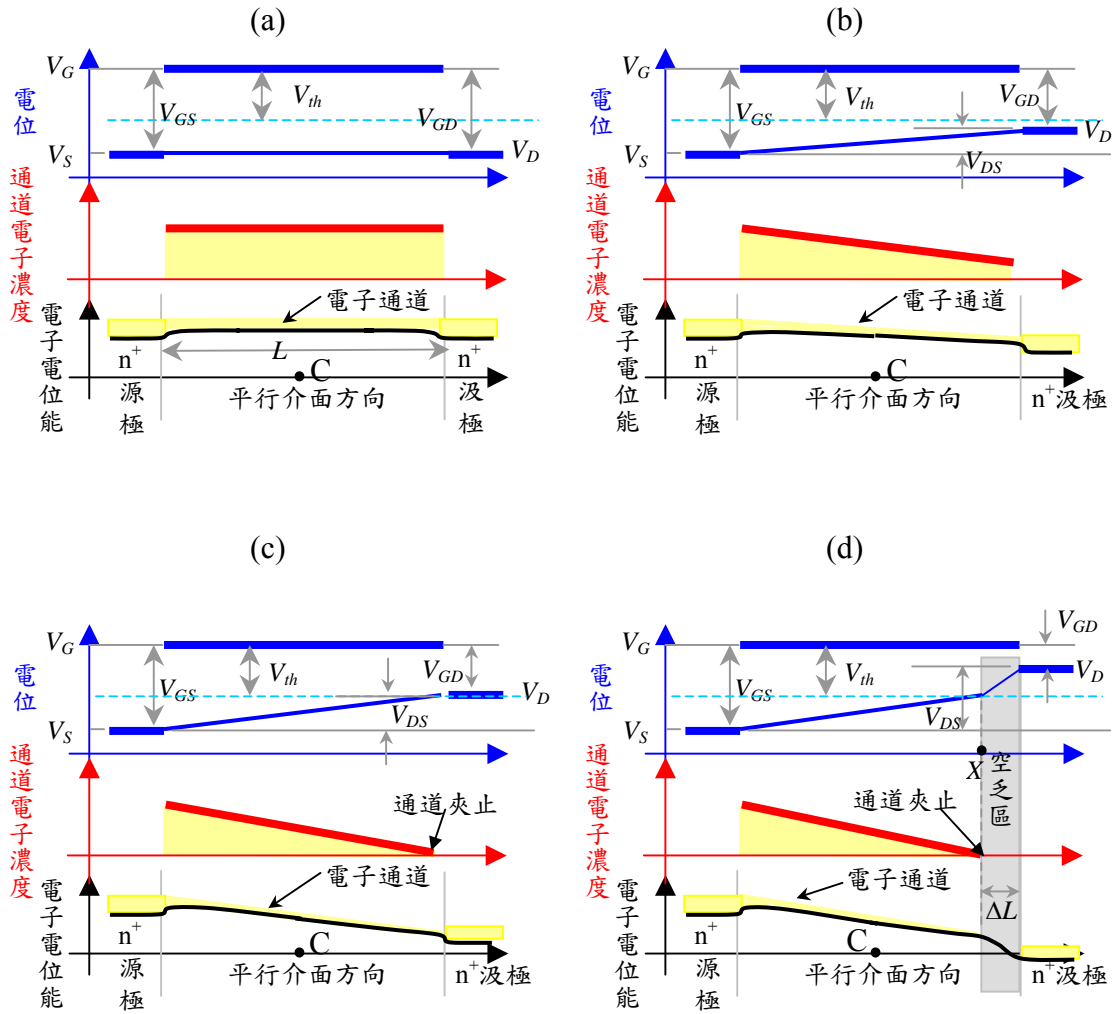 (a)
V_G
電位
V_GS
V_th
V_GD
V_S
V_D
通道電子濃度
電子通道
電子電位能
n⁺
源極
L
C
平行介面方向
n⁺
汲極
(b)
V_G
電位
V_GS
V_th
V_GD
V_S
V_D
V_DS
通道電子濃度
電子通道
電子電位能
n⁺
源極
C
平行介面方向
n⁺汲極
(c)
V_G
電位
V_GS
V_th
V_GD
V_D
V_S
V_DS
通道電子濃度
通道夾止
電子通道
電子電位能
n⁺
源極
C
平行介面方向
n⁺汲極
(d)
V_G
V_GD
電位
V_GS
V_th
V_D
V_S
V_DS
X
空乏區
通道電子濃度
通道夾止
電子通道
ΔL
電子電位能
n⁺
源極
C
平行介面方向
n⁺汲極